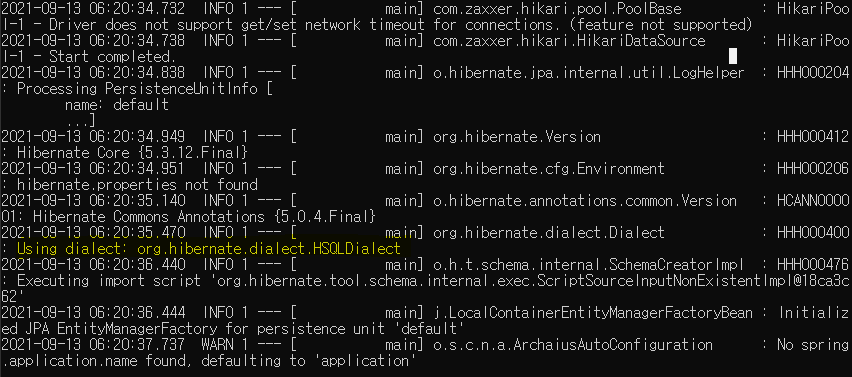 2021-09-13 06:20:34.732  INFO 1 --- [           main] com.zaxxer.hikari.pool.PoolBase          : HikariPoo
l-1 - Driver does not support get/set network timeout for connections. (feature not supported)
2021-09-13 06:20:34.738  INFO 1 --- [           main] com.zaxxer.hikari.HikariDataSource       : HikariPoo
l-1 - Start completed.
2021-09-13 06:20:34.838  INFO 1 --- [           main] o.hibernate.jpa.internal.util.LogHelper  : HHH000204
: Processing PersistenceUnitInfo [
        name: default
        ...]
2021-09-13 06:20:34.949  INFO 1 --- [           main] org.hibernate.Version                    : HHH000412
: Hibernate Core {5.3.12.Final}
2021-09-13 06:20:34.951  INFO 1 --- [           main] org.hibernate.cfg.Environment            : HHH000206
: hibernate.properties not found
2021-09-13 06:20:35.140  INFO 1 --- [           main] o.hibernate.annotations.common.Version   : HCANN0000
01: Hibernate Commons Annotations {5.0.4.Final}
2021-09-13 06:20:35.470  INFO 1 --- [           main] org.hibernate.dialect.Dialect            : HHH000400
: Using dialect: org.hibernate.dialect.HSQLDialect
2021-09-13 06:20:36.440  INFO 1 --- [           main] o.h.t.schema.internal.SchemaCreatorImpl  : HHH000476
: Executing import script 'org.hibernate.tool.schema.internal.exec.ScriptSourceInputNonExistentImpl@18ca3c
62'
2021-09-13 06:20:36.444  INFO 1 --- [           main] j.LocalContainerEntityManagerFactoryBean : Initializ
ed JPA EntityManagerFactory for persistence unit 'default'
2021-09-13 06:20:37.737  WARN 1 --- [           main] o.s.c.n.a.ArchaiusAutoConfiguration      : No spring
.application.name found, defaulting to 'application'